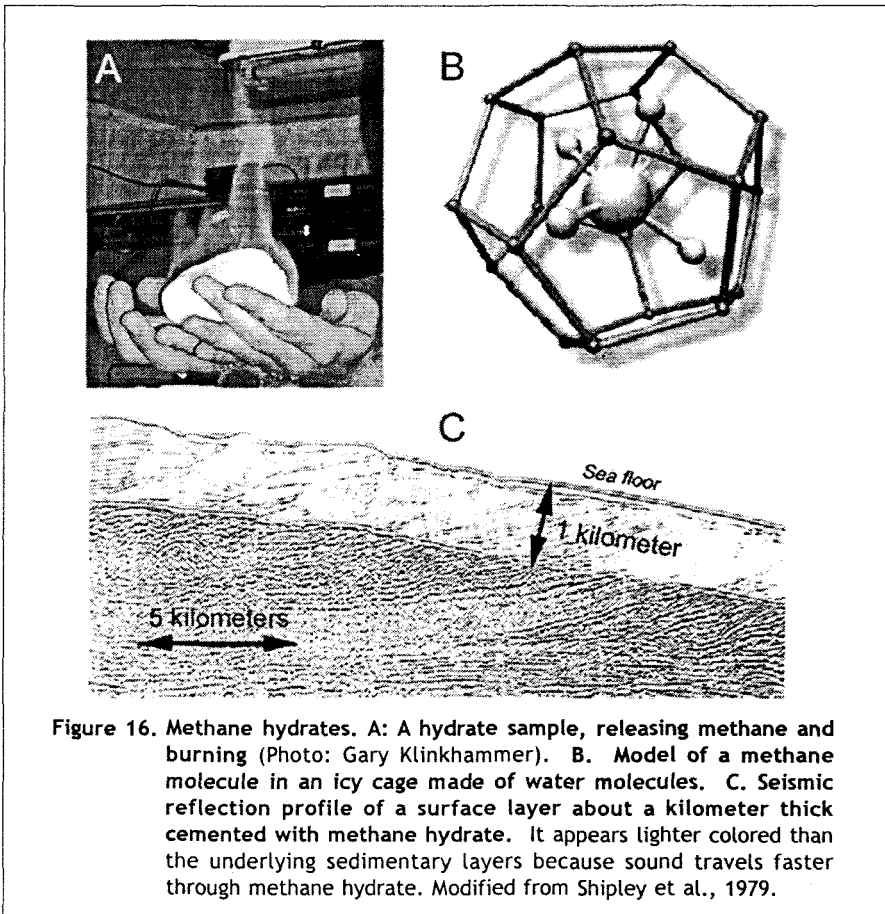 A
B
C
Sea floor
1 kilometer
5 kilometers
Figure 16. Methane hydrates. A: A hydrate sample, releasing methane and
burning (Photo: Gary Klinkhammer). B. Model of a methane
molecule in an icy cage made of water molecules. C. Seismic
reflection profile of a surface layer about a kilometer thick
cemented with methane hydrate. It appears lighter colored than
the underlying sedimentary layers because sound travels faster
through methane hydrate. Modified from Shipley et al., 1979.